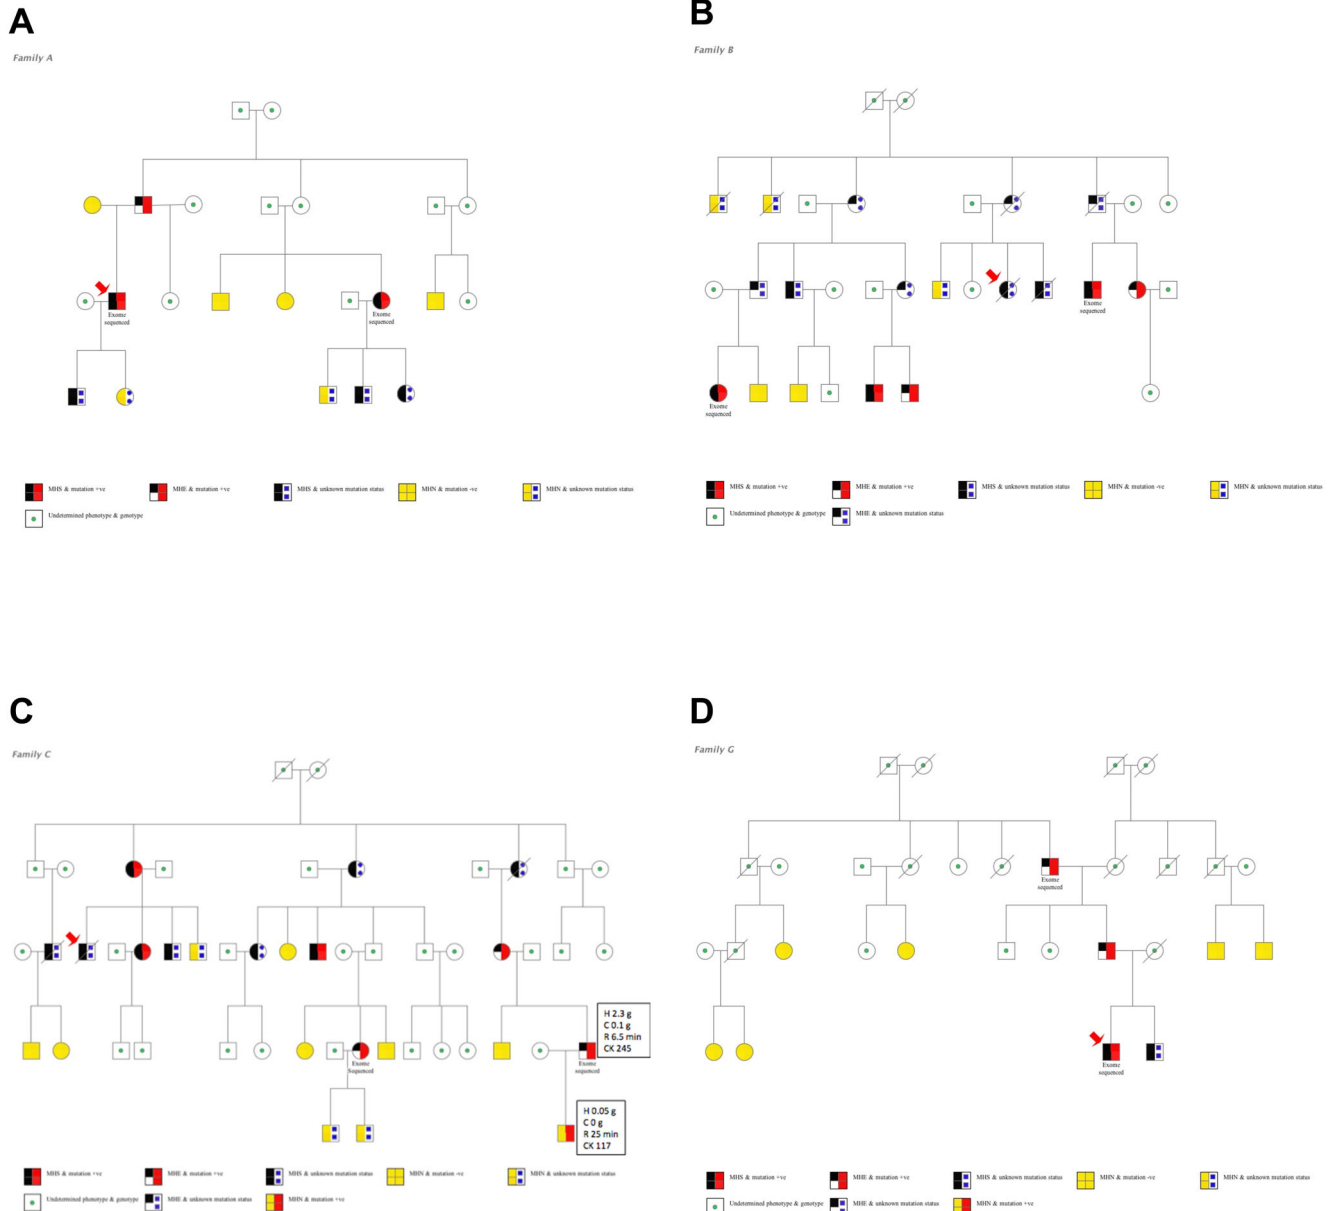 A
Family A
Exome
sequenced
Exome
sequenced
MHS & mutation +ve
MHE & mutation +ve
MHS & unknown mutation status
MHN & mutation -ve
MHN & unknown mutation status
Undetermined phenotype & genotype
B
Family B
Exome
sequenced
Exome
sequenced
MHS & mutation +ve
MHE & mutation +ve
MHS & unknown mutation status
MHN & mutation -ve
MHN & unknown mutation status
Undetermined phenotype & genotype
MHE & unknown mutation status
C
Family C
H 2.3 g
C 0.1 g
R 6.5 min
CK 245
Exome
Sequenced
Exome
sequenced
H 0.05 g
C 0 g
R 25 min
CK 117
MHS & mutation +ve
MHE & mutation +ve
MHS & unknown mutation status
MHN & mutation -ve
MHN & unknown mutation status
Undetermined phenotype & genotype
MHE & unknown mutation status
MHN & mutation +ve
D
Family G
Exome
sequenced
Exome
sequenced
MHS & mutation +ve
MHE & mutation +ve
MHS & unknown mutation status
MHN & mutation -ve
MHN & unknown mutation status
Undetermined phenotype & genotype
MHE & unknown mutation status
MHN & mutation +ve